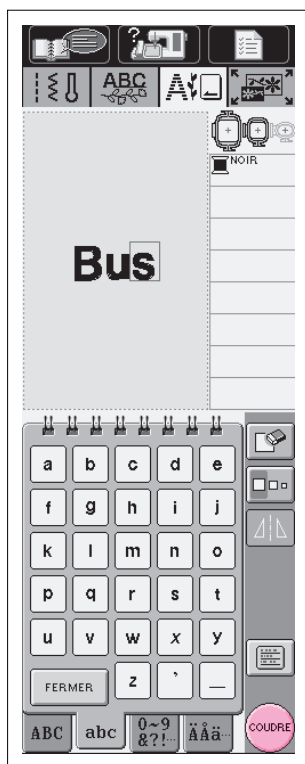 ?
ABC
A
NOIR
Bus
a b c d e
f g h i j
k l m n o
p q r s t
u v w x y
FERMER z ' _
ABC abc 0~9 &?!... ÄÅä... COUDRE